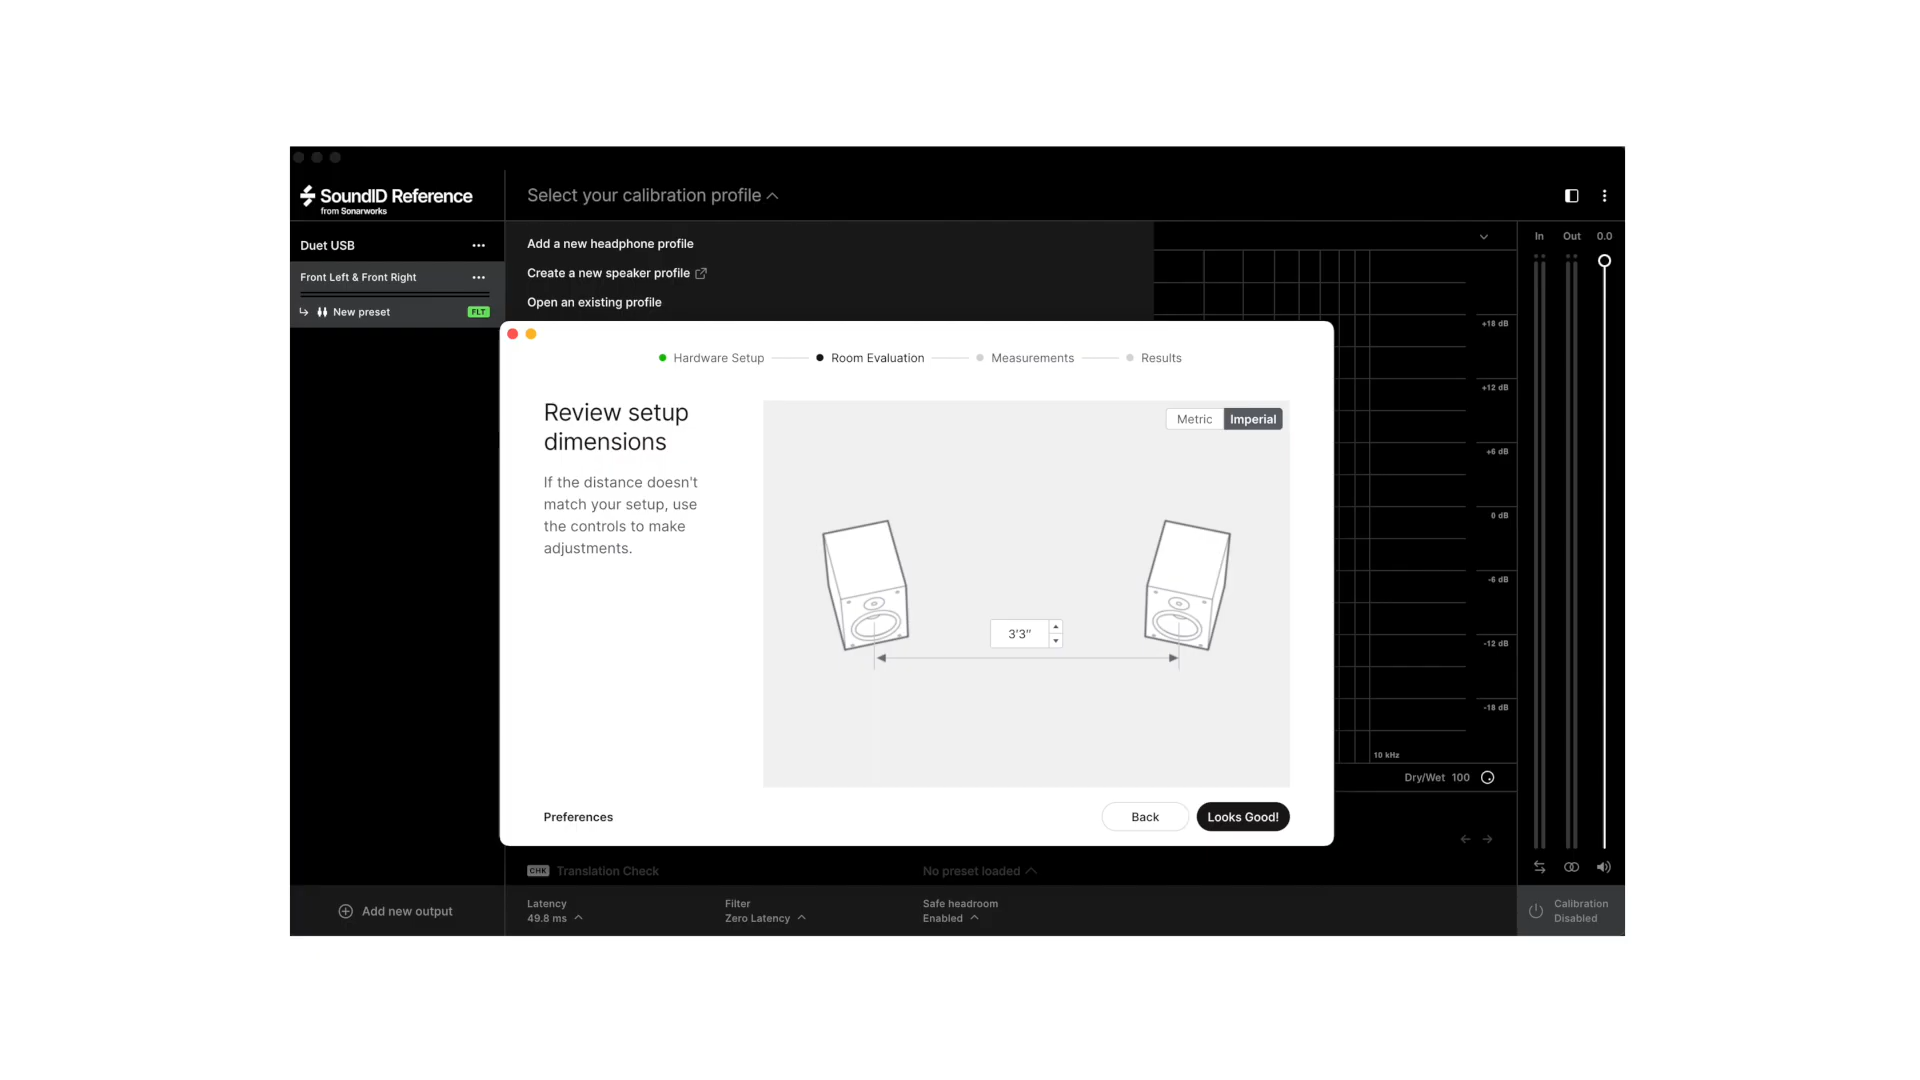 SoundID Reference
from Sonarworks
Select your calibration profile
Duet USB
Front Left & Front Right
New preset
FLT
Add a new headphone profile
Create a new speaker profile
Open an existing profile
In
Out
0.0
+18 dB
+12 dB
+6 dB
0 dB
-6 dB
-12 dB
-18 dB
10 kHz
Dry/Wet 100
Hardware Setup
Room Evaluation
Measurements
Results
Review setup
dimensions
If the distance doesn't
match your setup, use
the controls to make
adjustments.
Metric
Imperial
3'3"
Preferences
Back
Looks Good!
CHK
Translation Check
No preset loaded
Add new output
Latency
49.8 ms
Filter
Zero Latency
Safe headroom
Enabled
Calibration
Disabled